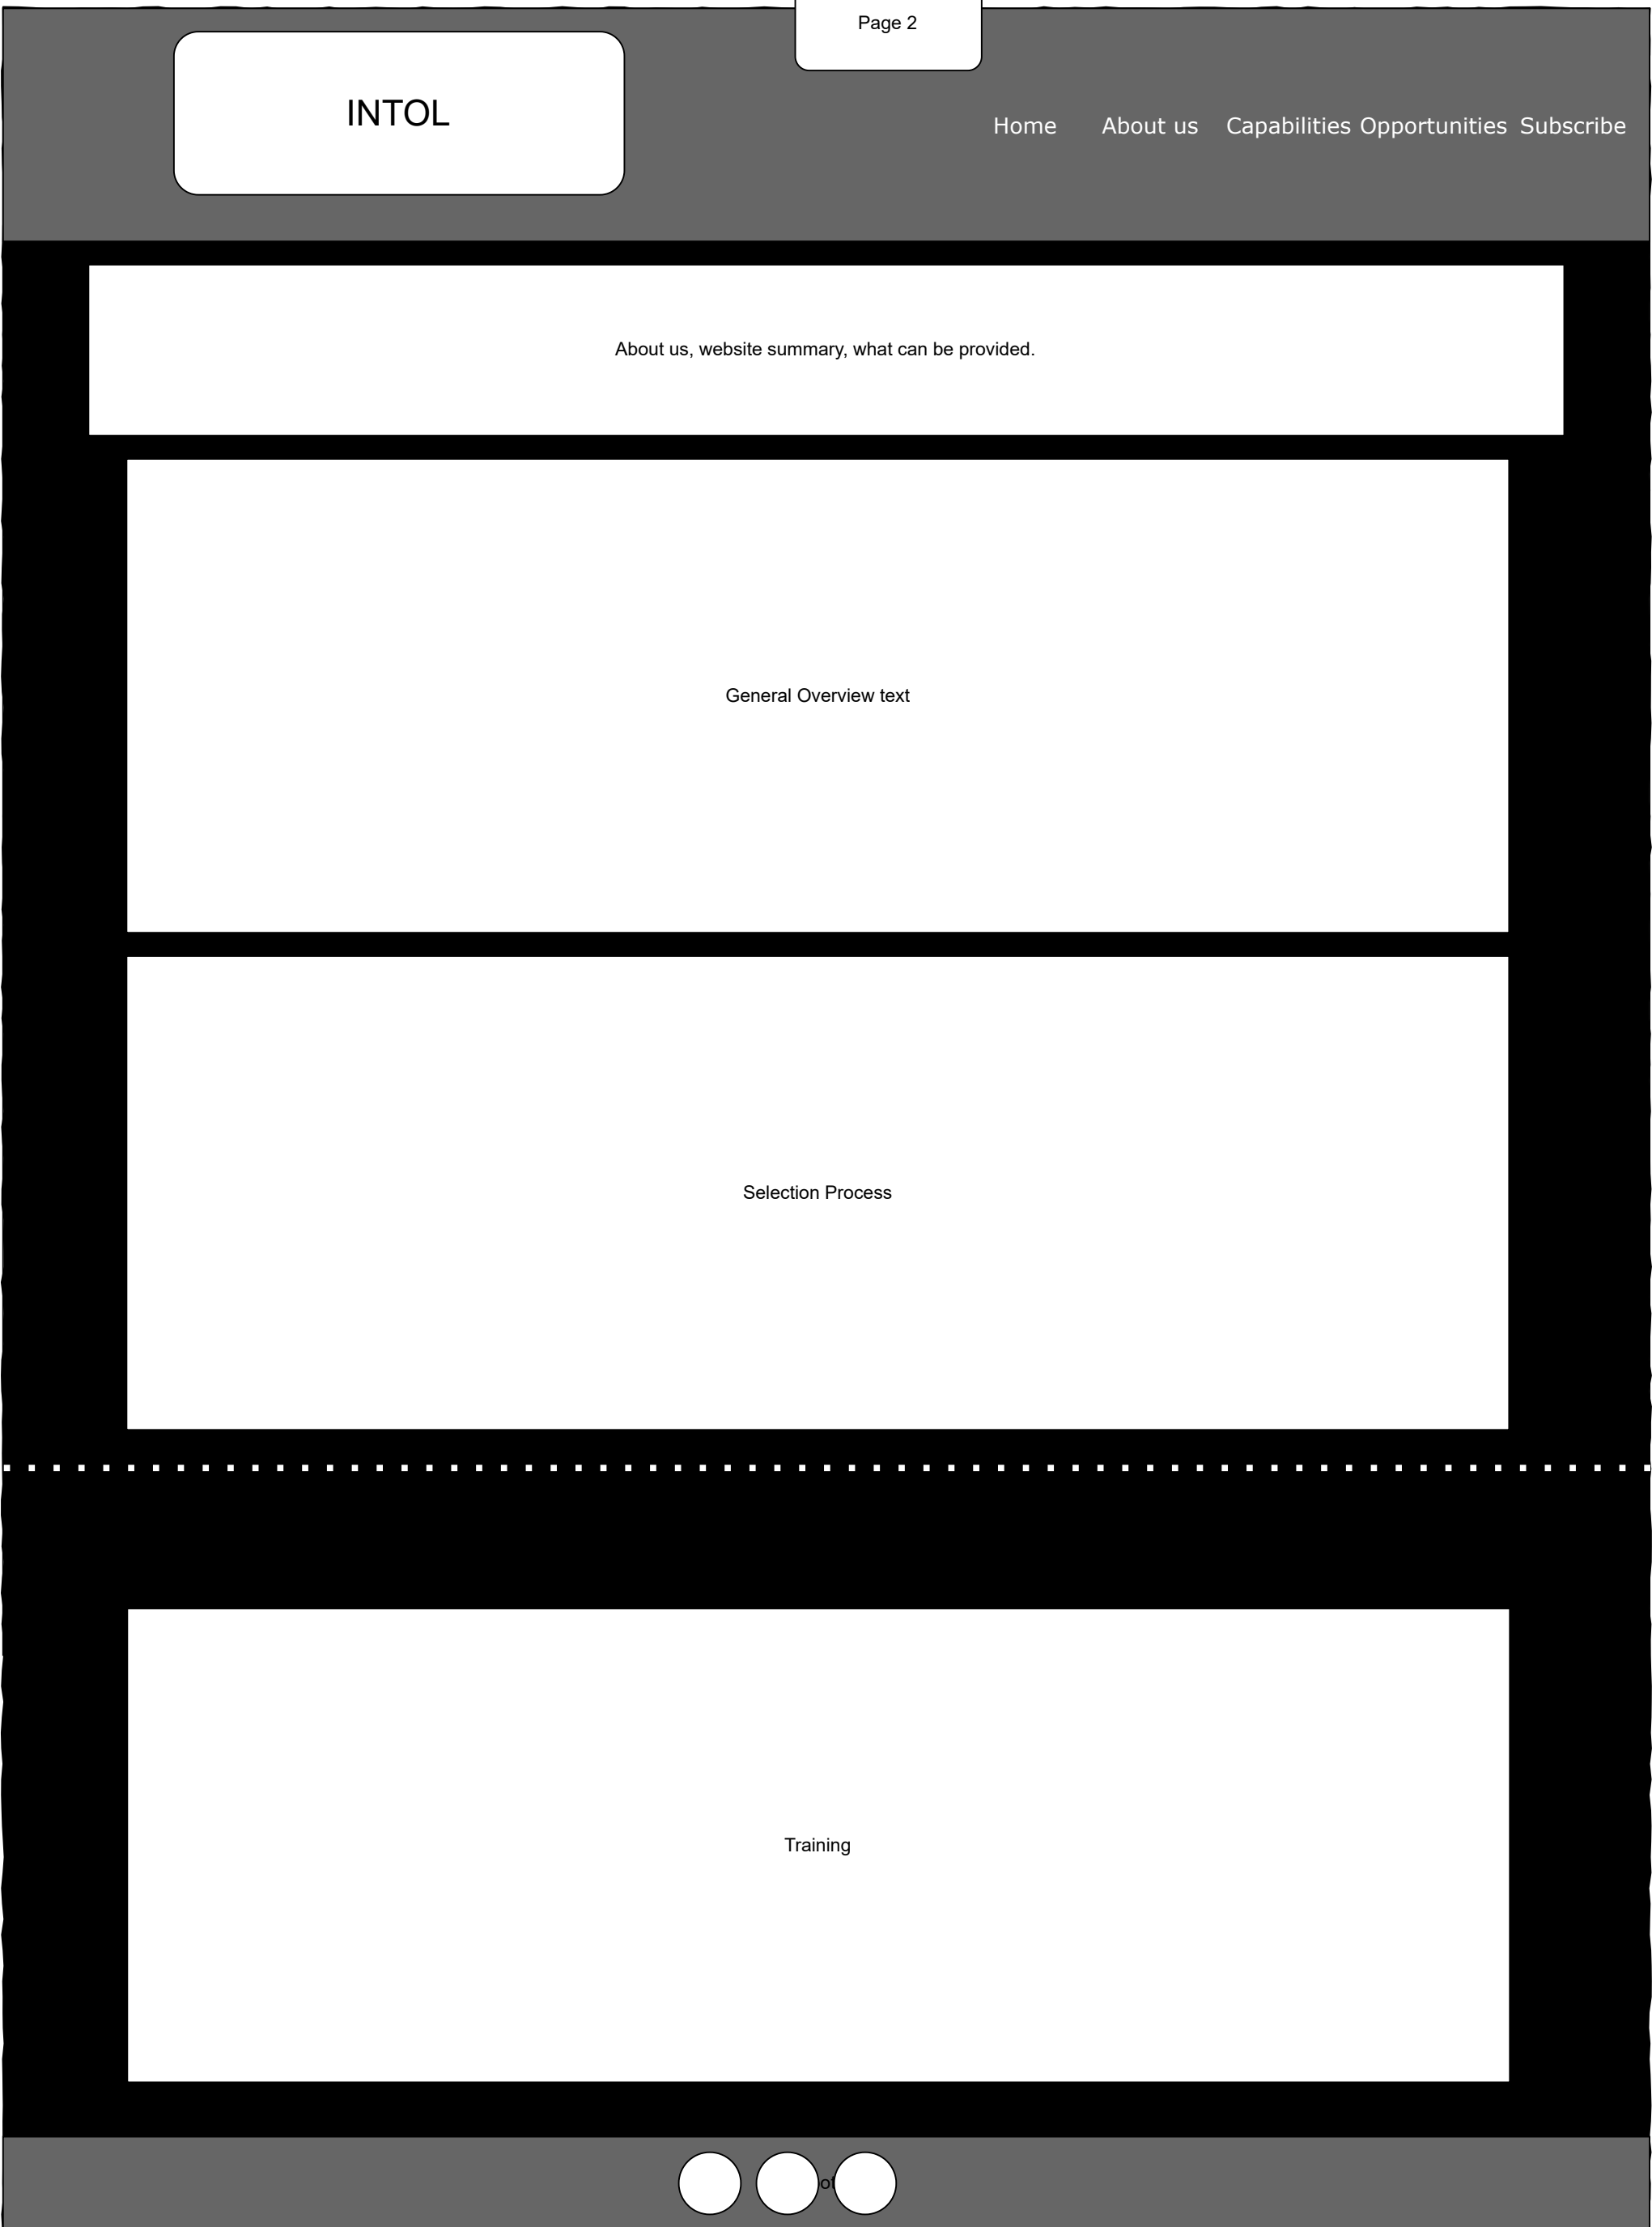 Page 2
INTOL
Home About us Capabilities Opportunities Subscribe
About us, website summary, what can be provided.
General Overview text
Selection Process
Training